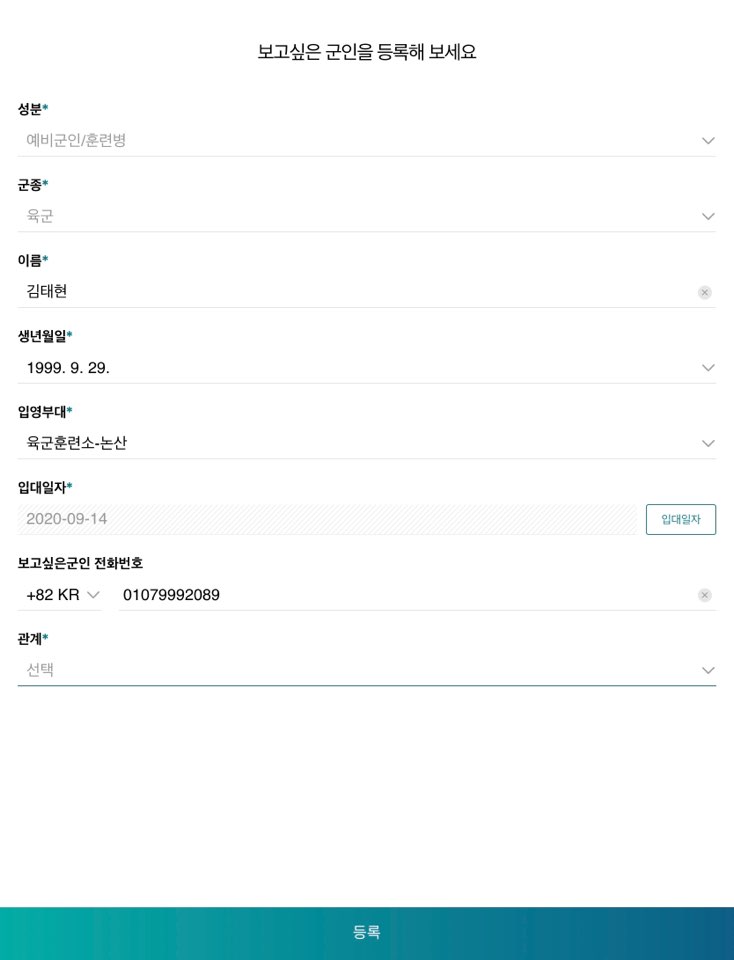 보고싶은 군인을 등록해 보세요
성분*
예비군인/훈련병
군종*
육군
이름*
김태현
생년월일*
1999. 9. 29.
입영부대*
육군훈련소-논산
입대일자*
2020-09-14 입대일자
보고싶은군인 전화번호
+82 KR 01079992089
관계*
선택
등록